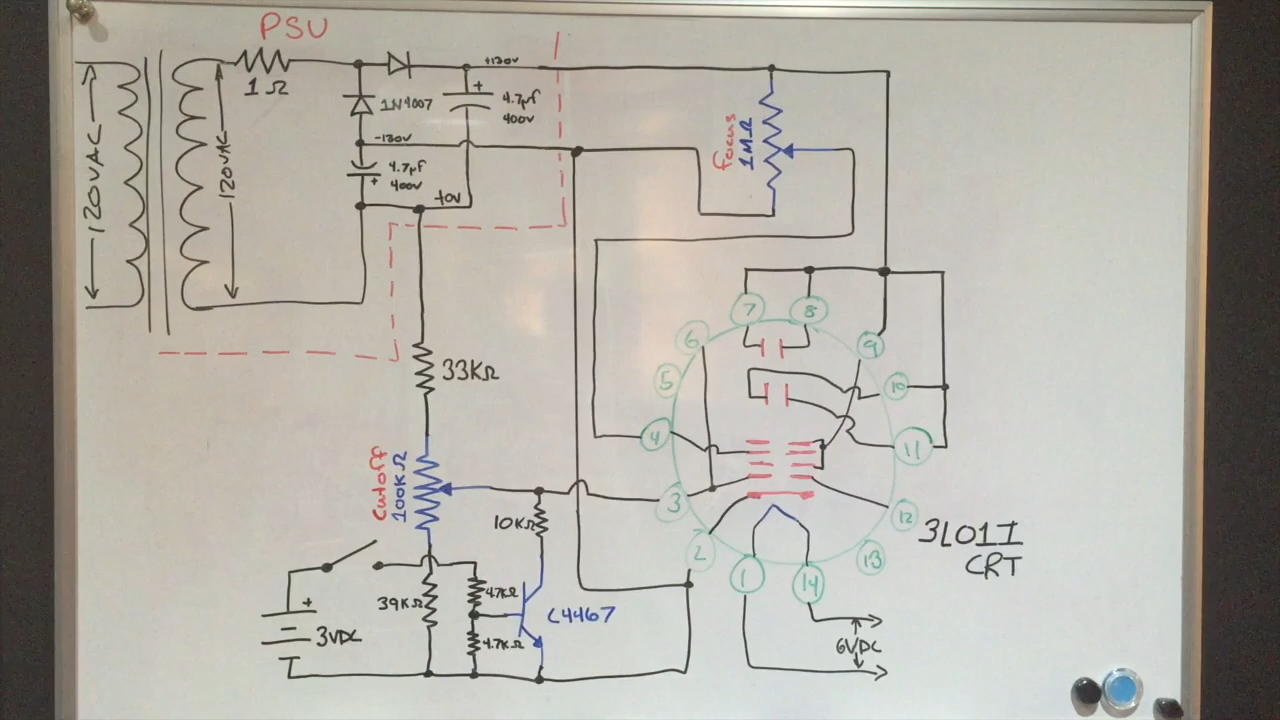 PSU
1Ω
120VAC
120VAC
1N4007
+130V
-130V
4.7µf
400V
4.7µf
400V
±0V
focus
1MΩ
33KΩ
Cutoff
100KΩ
10KΩ
39KΩ
4.7KΩ
4.7KΩ
C4467
+
3VDC
7
8
6
9
5
10
4
11
3
12
2
13
1
14
3LO1I
CRT
6VDC